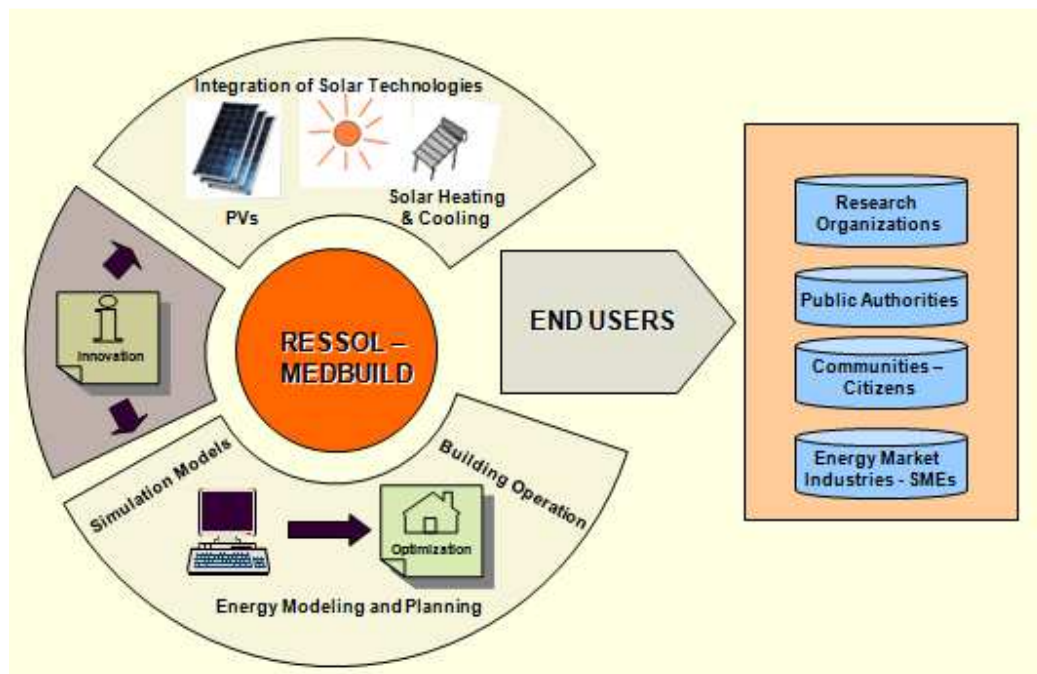 Integration of Solar Technologies
PVs
Solar Heating
& Cooling
Innovation
RESSOL –
MEDBUILD
END USERS
Simulation Models
Building Operation
Optimization
Energy Modeling and Planning
Research
Organizations
Public Authorities
Communities –
Citizens
Energy Market
Industries - SMEs